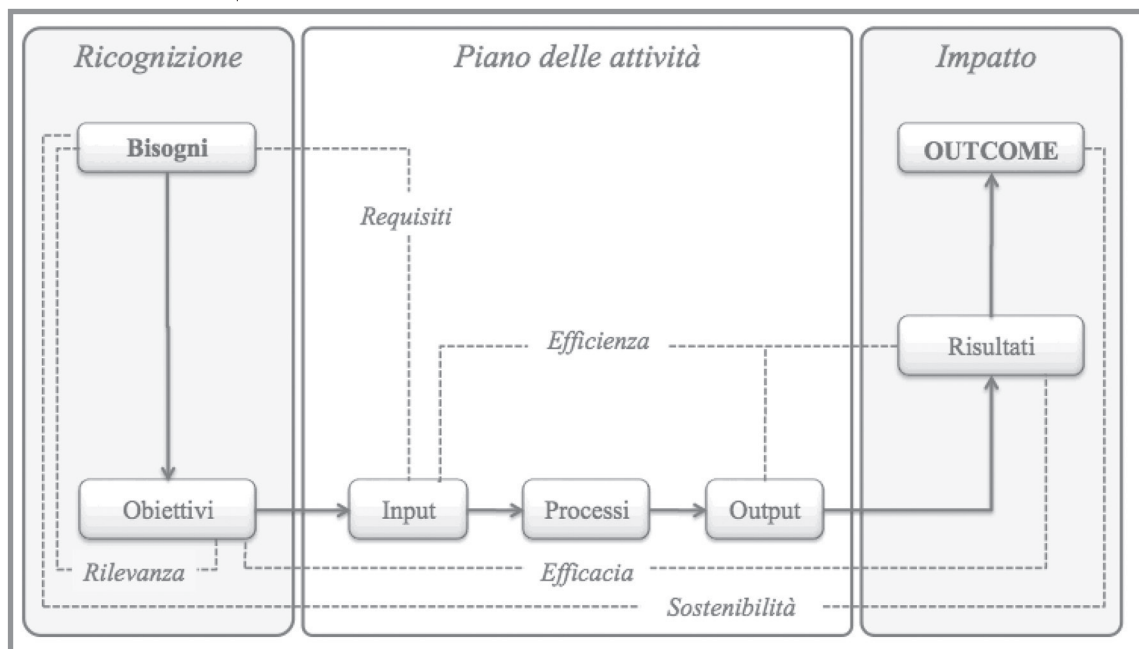 Ricognizione
Piano delle attività
Impatto
Bisogni
OUTCOME
Requisiti
Efficienza
Risultati
Obiettivi
Input
Processi
Output
Rilevanza
Efficacia
Sostenibilità